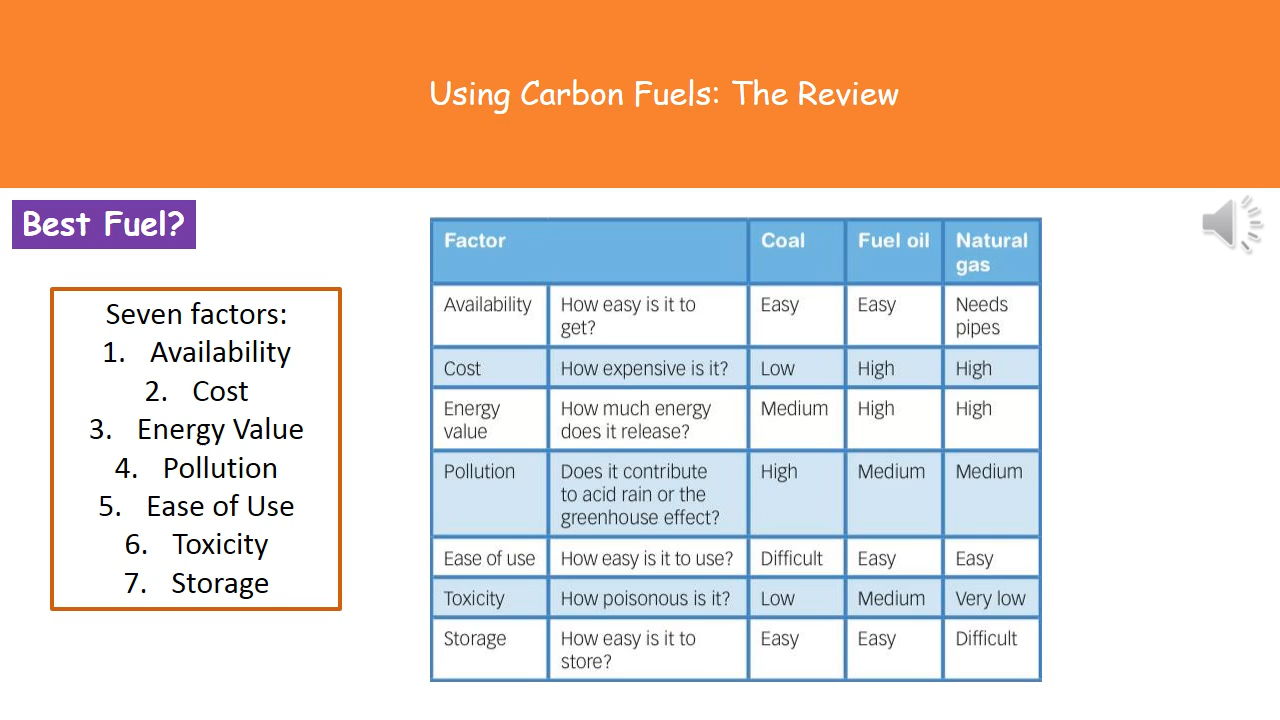 Using Carbon Fuels: The Review
Best Fuel?
Seven factors:
1. Availability
2. Cost
3. Energy Value
4. Pollution
5. Ease of Use
6. Toxicity
7. Storage
Factor Coal Fuel oil Natural
gas
Availability How easy is it to Easy Easy Needs
get? pipes
Cost How expensive is it? Low High High
Energy How much energy Medium High High
value does it release?
Pollution Does it contribute High Medium Medium
to acid rain or the
greenhouse effect?
Ease of use How easy is it to use? Difficult Easy Easy
Toxicity How poisonous is it? Low Medium Very low
Storage How easy is it to Easy Easy Difficult
store?